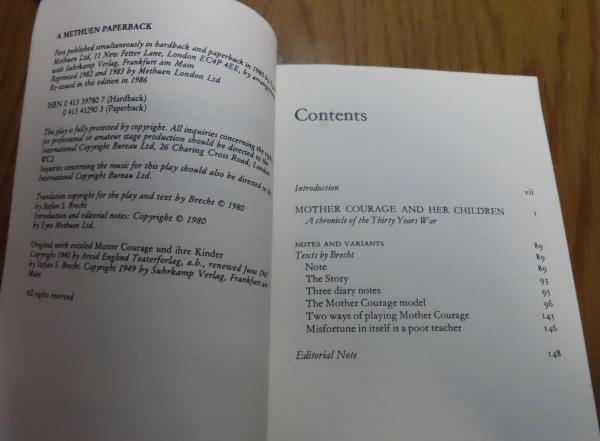 A METHUEN PAPERBACK
First published simultaneously in hardback and paperback in 1980 by
Methuen Ltd, 11 New Fetter Lane, London EC4P 4EE, by arrangement
with Suhrkamp Verlag, Frankfurt am Main
Reprinted 1982 and 1983 by Methuen London Ltd
Re-issued in this edition in 1986
ISBN 0 413 39780 7 (Hardback)
0 413 41290 3 (Paperback)
This play is fully protected by copyright. All inquiries concerning the rights
for professional or amateur stage production should be directed to the
International Copyright Bureau Ltd, 26 Charing Cross Road, London,
WC2
Inquiries concerning the music for this play should also be directed to the
International Copyright Bureau Ltd.
Translation copyright for the play and text by Brecht © 1980
by Stefan S. Brecht
Introduction and editorial notes: Copyright © 1980
by Eyre Methuen Ltd.
Original work entitled Mutter Courage und ihre Kinder
Copyright 1940 by Arvid Englind Teaterforlag, a.b., renewed June 1967
by Stefan S. Brecht. Copyright 1949 by Suhrkamp Verlag, Frankfurt am
Main
All rights reserved
Contents
Introduction vii
MOTHER COURAGE AND HER CHILDREN 1
A chronicle of the Thirty Years War
NOTES AND VARIANTS 89
Texts by Brecht 89
Note 89
The Story 93
Three diary notes 95
The Mother Courage model 96
Two ways of playing Mother Courage 145
Misfortune in itself is a poor teacher 146
Editorial Note 148